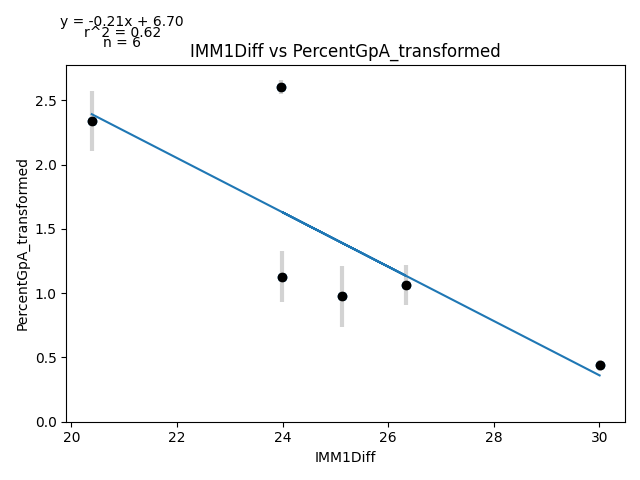 y = -0.21x + 6.70
r^2 = 0.62
n = 6
IMM1Diff vs PercentGpA_transformed
PercentGpA_transformed
2.5
2.0
1.5
1.0
0.5
0.0
20
22
24
26
28
30
IMM1Diff